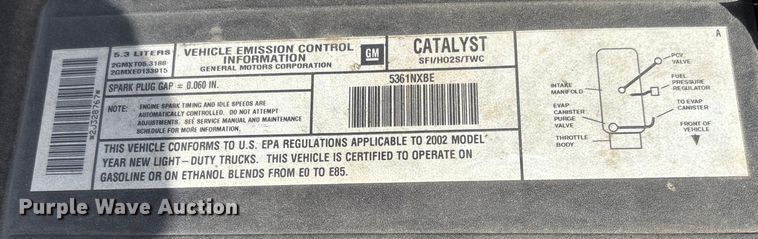 5.3 LITERS
2GMXT05.3188
2GMXE0133915
VEHICLE EMISSION CONTROL
INFORMATION
GENERAL MOTORS CORPORATION
GM
CATALYST
SFI/HO2S/TWC
SPARK PLUG GAP = 0.060 IN.
5361NXBE
NOTE: ENGINE SPARK TIMING AND IDLE SPEEDS ARE
AUTOMATICALLY CONTROLLED. DO NOT ATTEMPT
ADJUSTMENTS. SEE SERVICE MANUAL AND MAINTENANCE
SCHEDULE FOR MORE INFORMATION.
THIS VEHICLE CONFORMS TO U.S. EPA REGULATIONS APPLICABLE TO 2002 MODEL
YEAR NEW LIGHT-DUTY TRUCKS. THIS VEHICLE IS CERTIFIED TO OPERATE ON
GASOLINE OR ON ETHANOL BLENDS FROM E0 TO E85.
A
PCV
VALVE
FUEL
PRESSURE
REGULATOR
INTAKE
MANIFOLD
EVAP
CANISTER
PURGE
VALVE
TO EVAP
CANISTER
THROTTLE
BODY
FRONT OF
VEHICLE
*2J328767*
Purple Wave Auction